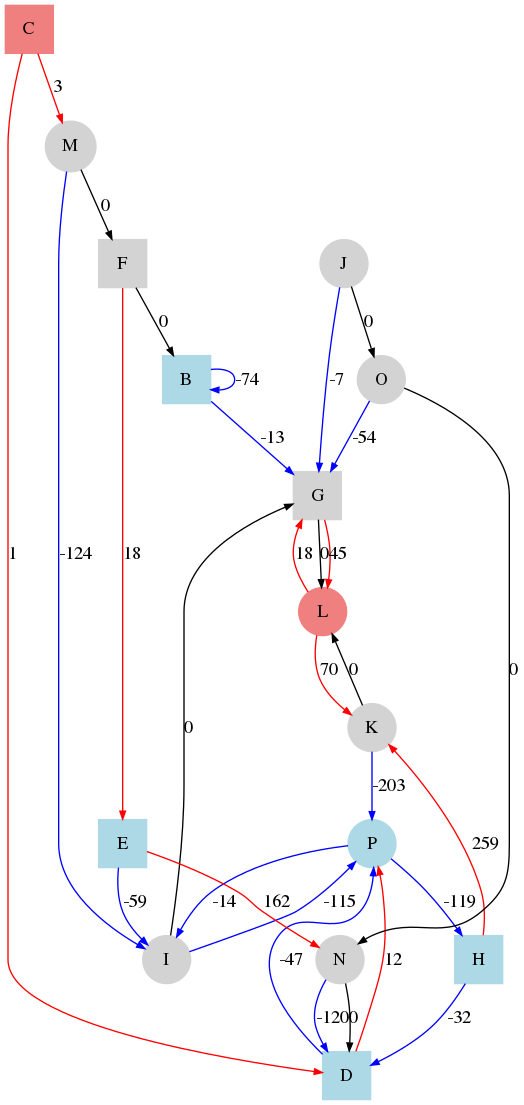 C
3
M
0
F J
0 0
B -74 -7 O
-13 -54
G
1 -124 18 18 045
L
70 0 0
0 K
-203
E P 259
-59 -14 162 -115 -119
I -47 N 12 H
-1200 -32
D